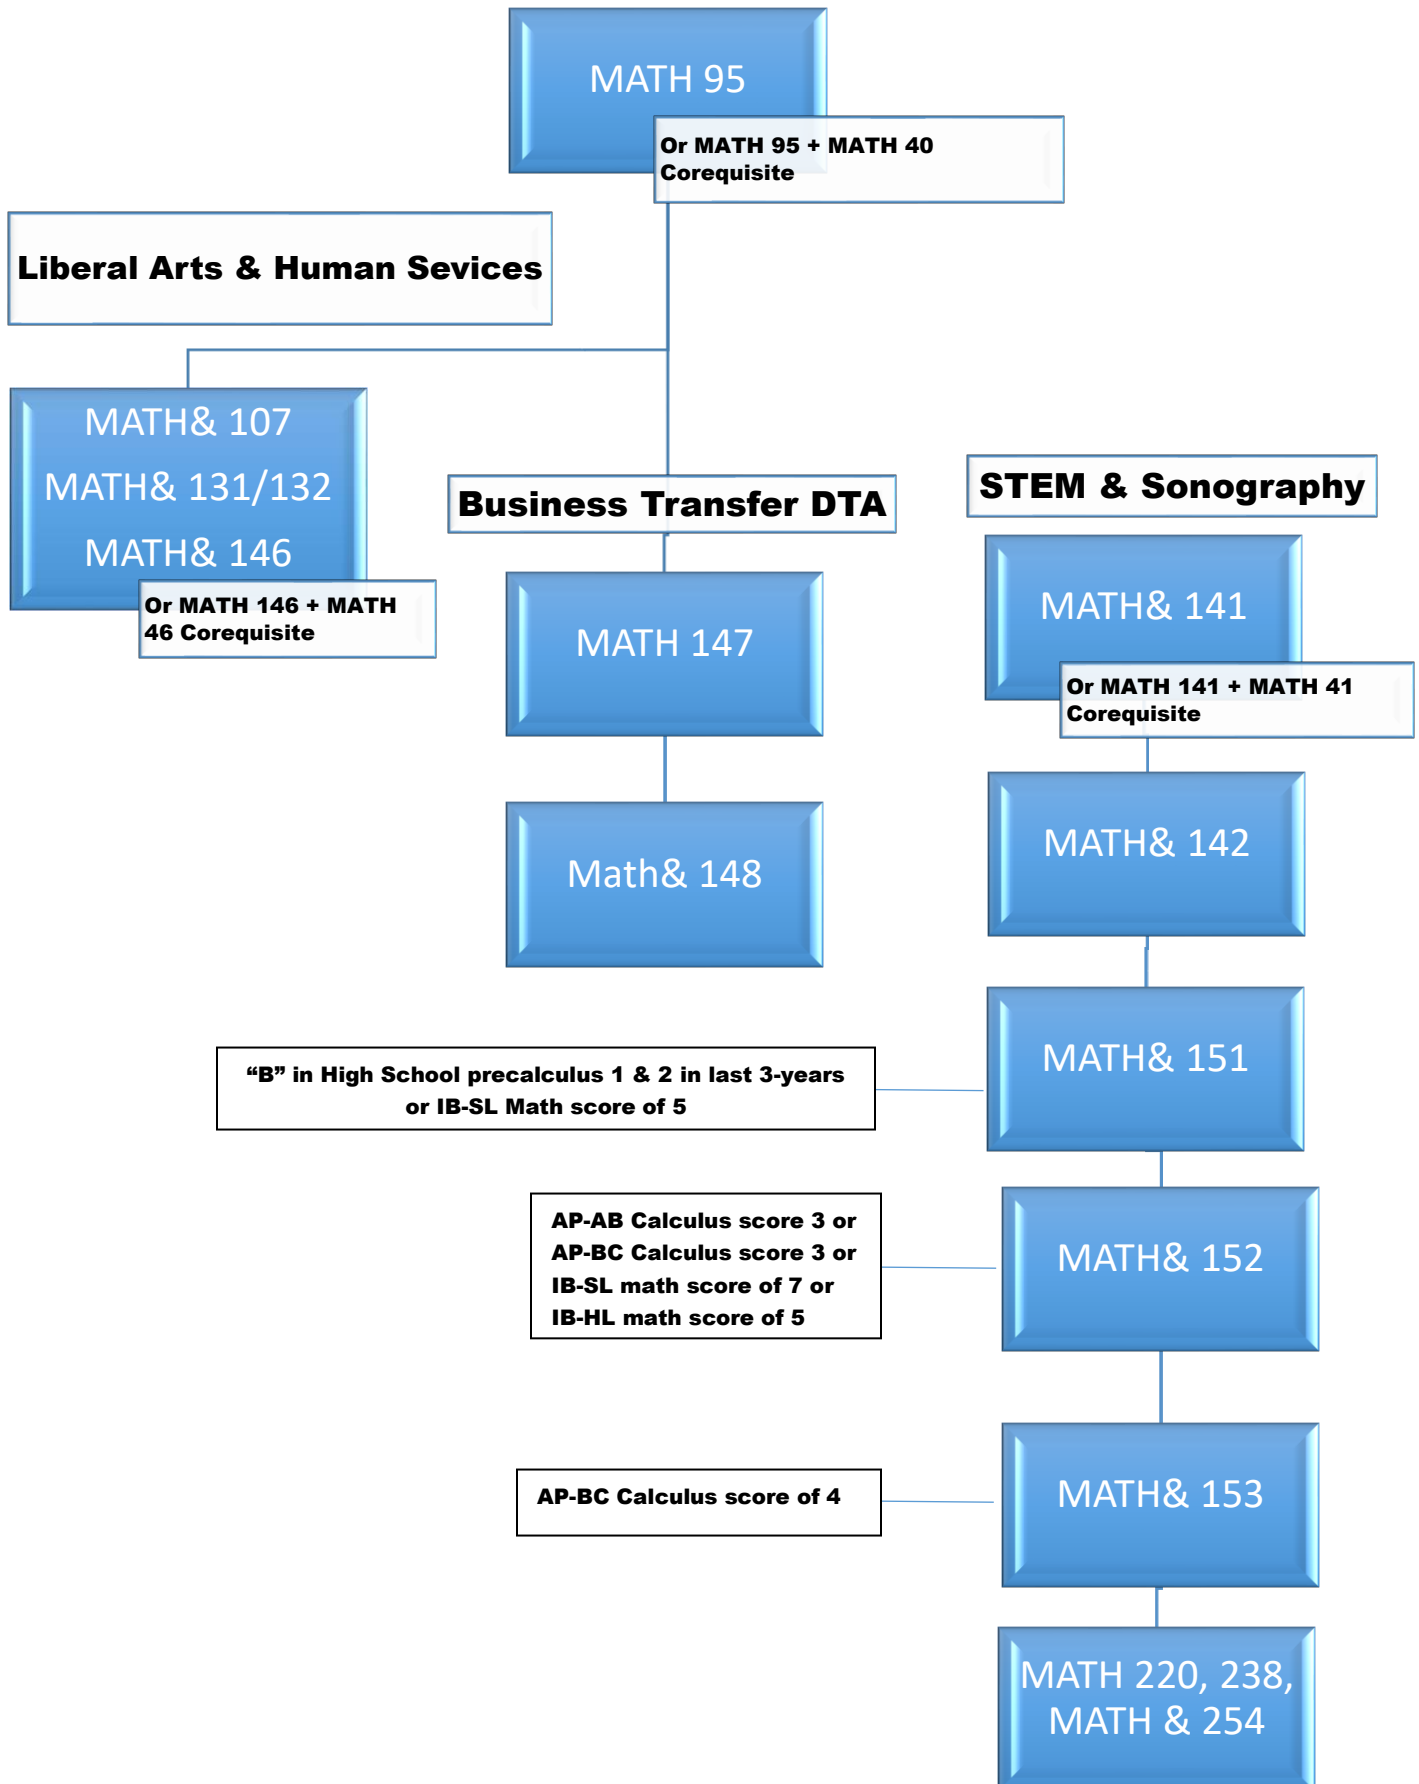 MATH 95
Or MATH 95 + MATH 40
Corequisite
Liberal Arts & Human Sevices
MATH& 107
MATH& 131/132
MATH& 146
Or MATH 146 + MATH
46 Corequisite
Business Transfer DTA
MATH 147
Math& 148
STEM & Sonography
MATH& 141
Or MATH 141 + MATH 41
Corequisite
MATH& 142
MATH& 151
“B” in High School precalculus 1 & 2 in last 3-years
or IB-SL Math score of 5
MATH& 152
AP-AB Calculus score 3 or
AP-BC Calculus score 3 or
IB-SL math score of 7 or
IB-HL math score of 5
MATH& 153
AP-BC Calculus score of 4
MATH 220, 238,
MATH & 254